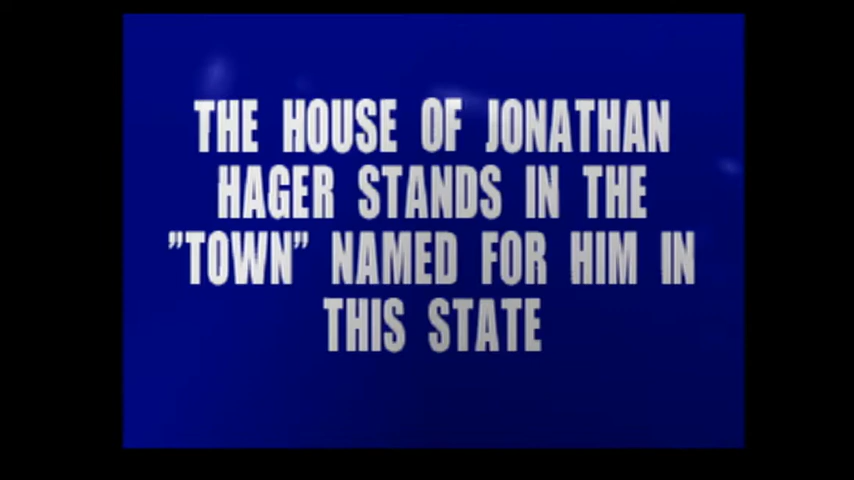 THE HOUSE OF JONATHAN
HAGER STANDS IN THE
"TOWN" NAMED FOR HIM IN
THIS STATE